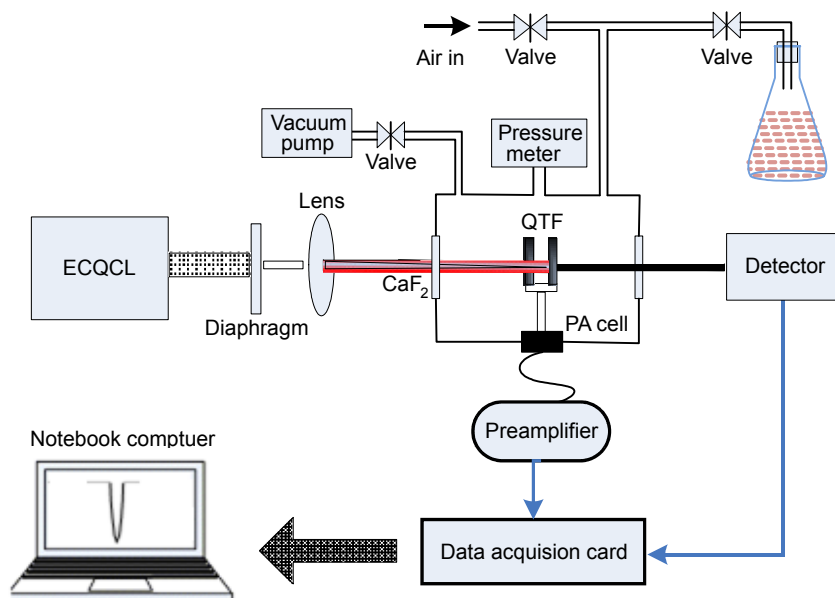 Air in
Valve
Valve
Vacuum
pump
Valve
Pressure
meter
Lens
QTF
ECQCL
CaF2
Detector
Diaphragm
PA cell
Preamplifier
Notebook comptuer
Data acquision card